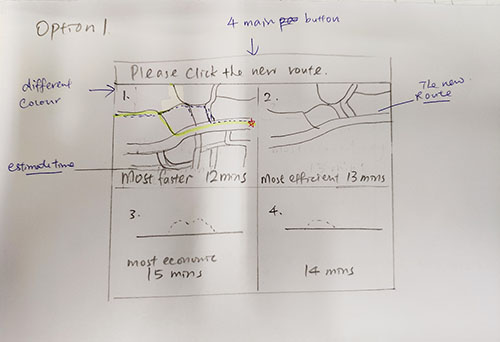 Option 1
4 main button
Please Click the new route.
different
Colour
1.
2.
The new
Route
estimate time
Most faster 12 mins
Most efficient 13 mins
3.
4.
most economic
15 mins
14 mins